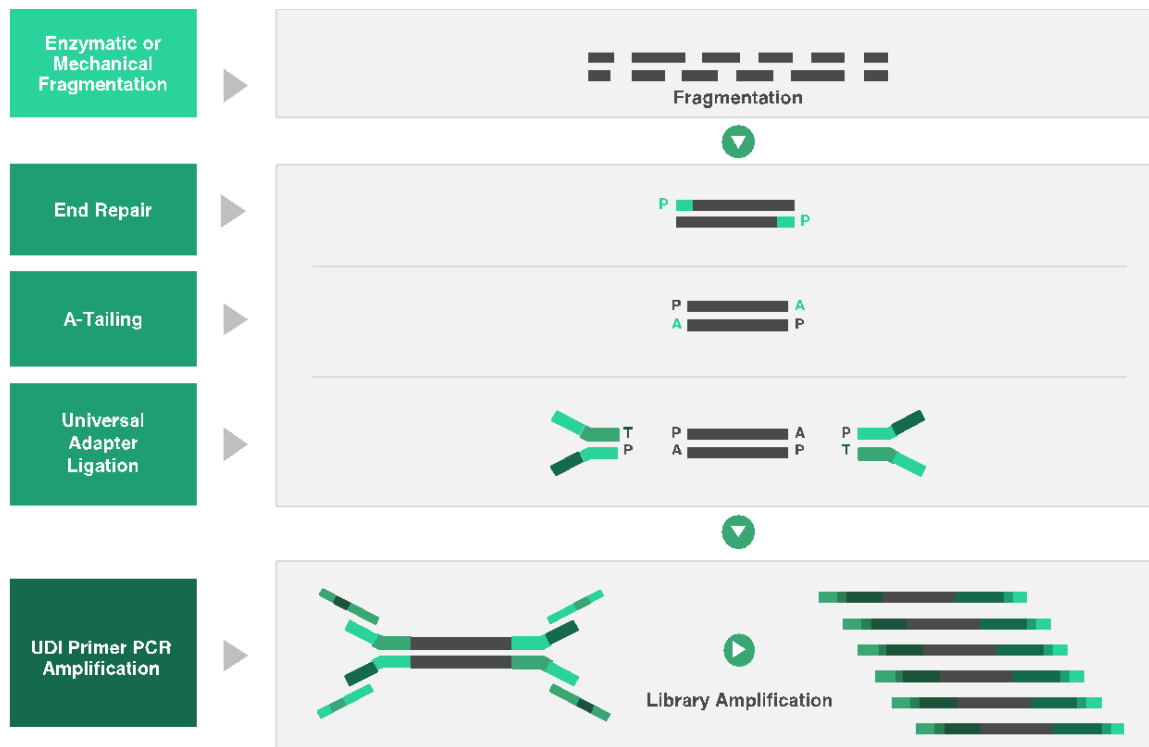 Enzymatic or
Mechanical
Fragmentation
Fragmentation
End Repair
P
P
A-Tailing
P A
A P
Universal
Adapter
Ligation
T P A P
P A P T
UDI Primer PCR
Amplification
Library Amplification